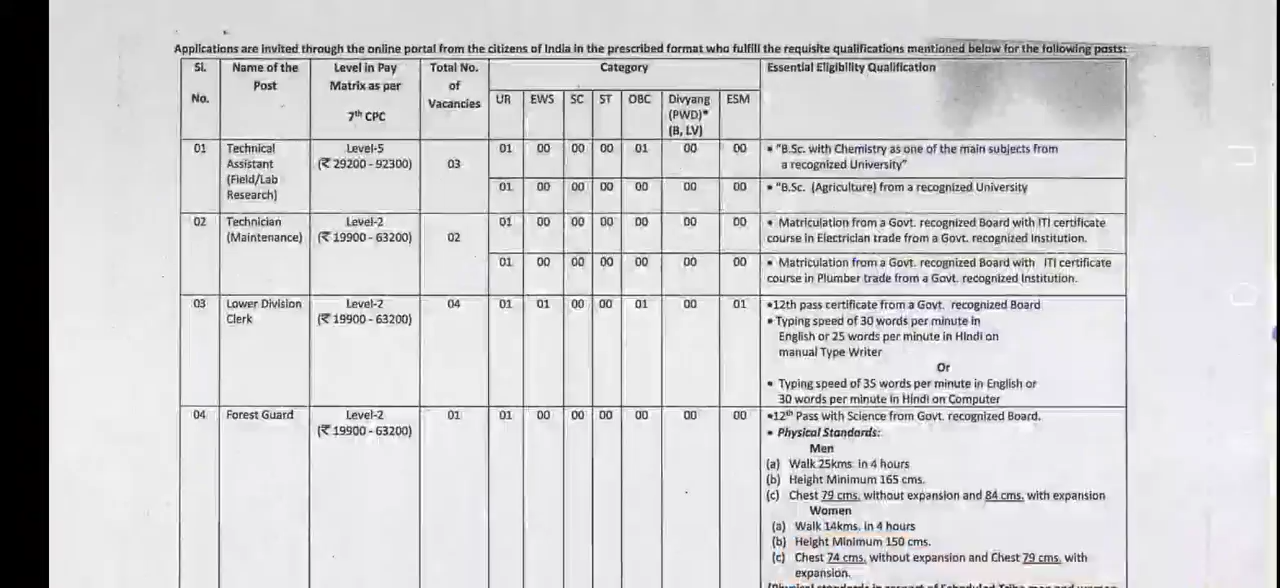 Applications are invited through the online portal from the citizens of India in the prescribed format who fulfill the requisite qualifications mentioned below for the following posts:
Sl. No.
Name of the Post
Level in Pay Matrix as per 7th CPC
Total No. of Vacancies
Category
Essential Eligibility Qualification
UR EWS SC ST OBC Divyang (PWD)* (B, LV) ESM
01 Technical Assistant (Field/Lab Research) Level-5 (₹ 29200 - 92300) 03
01 00 00 00 01 00 00
• "B.Sc. with Chemistry as one of the main subjects from
a recognized University"
01 00 00 00 00 00 00
• "B.Sc. (Agriculture) from a recognized University
02 Technician (Maintenance) Level-2 (₹ 19900 - 63200) 02
01 00 00 00 00 00 00
• Matriculation from a Govt. recognized Board with ITI certificate
course in Electrician trade from a Govt. recognized Institution.
01 00 00 00 00 00 00
• Matriculation from a Govt. recognized Board with ITI certificate
course in Plumber trade from a Govt. recognized Institution.
03 Lower Division Clerk Level-2 (₹ 19900 - 63200) 04
01 01 00 00 01 00 01
•12th pass certificate from a Govt. recognized Board
• Typing speed of 30 words per minute in
English or 25 words per minute in Hindi on
manual Type Writer
Or
• Typing speed of 35 words per minute in English or
30 words per minute in Hindi on Computer
04 Forest Guard Level-2 (₹ 19900 - 63200) 01
01 00 00 00 00 00 00
•12th Pass with Science from Govt. recognized Board.
• Physical Standards:
Men
(a) Walk 25kms. in 4 hours
(b) Height Minimum 165 cms.
(c) Chest 79 cms. without expansion and 84 cms. with expansion
Women
(a) Walk 14kms. in 4 hours
(b) Height Minimum 150 cms.
(c) Chest 74 cms. without expansion and Chest 79 cms. with
expansion.